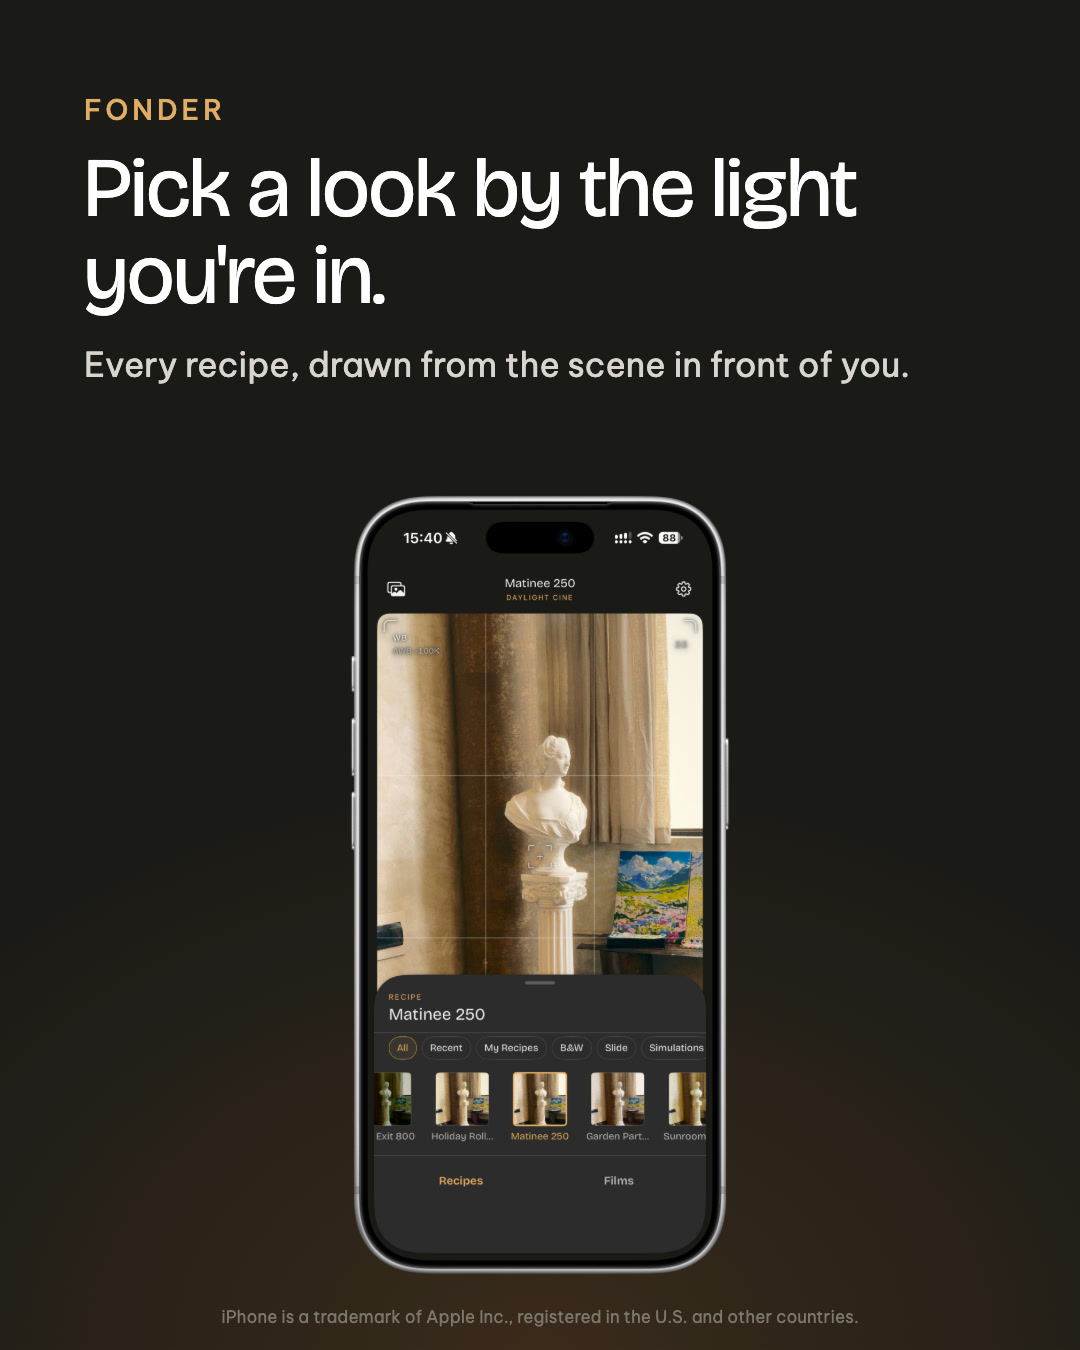 FONDER
Pick a look by the light
you're in.
Every recipe, drawn from the scene in front of you.
15:40 88
Matinee 250
DAYLIGHT CINE
WB
AWB +100K
RECIPE
Matinee 250
All Recent My Recipes B&W Slide Simulations
Exit 800 Holiday Roll... Matinee 250 Garden Part... Sunroom
Recipes Films
iPhone is a trademark of Apple Inc., registered in the U.S. and other countries.